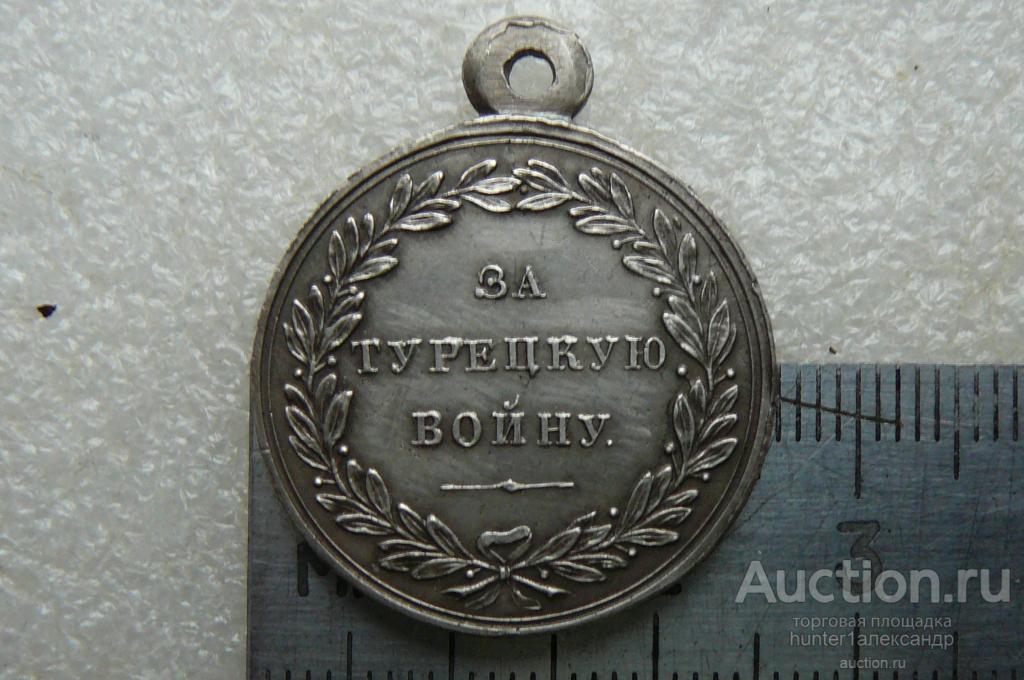 ЗА
ТУРЕЦКУЮ
ВОЙНУ.
3
Auction.ru
торговая площадка
hunter1александр
auction.ru